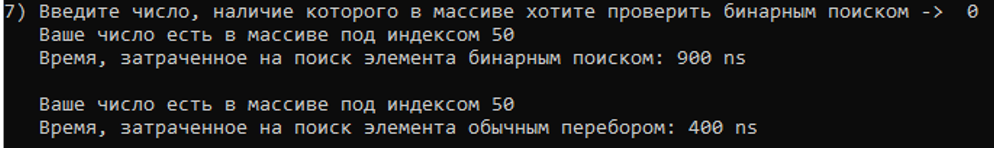 7) Введите число, наличие которого в массиве хотите проверить бинарным поиском -> 0
Ваше число есть в массиве под индексом 50
Время, затраченное на поиск элемента бинарным поиском: 900 ns
Ваше число есть в массиве под индексом 50
Время, затраченное на поиск элемента обычным перебором: 400 ns